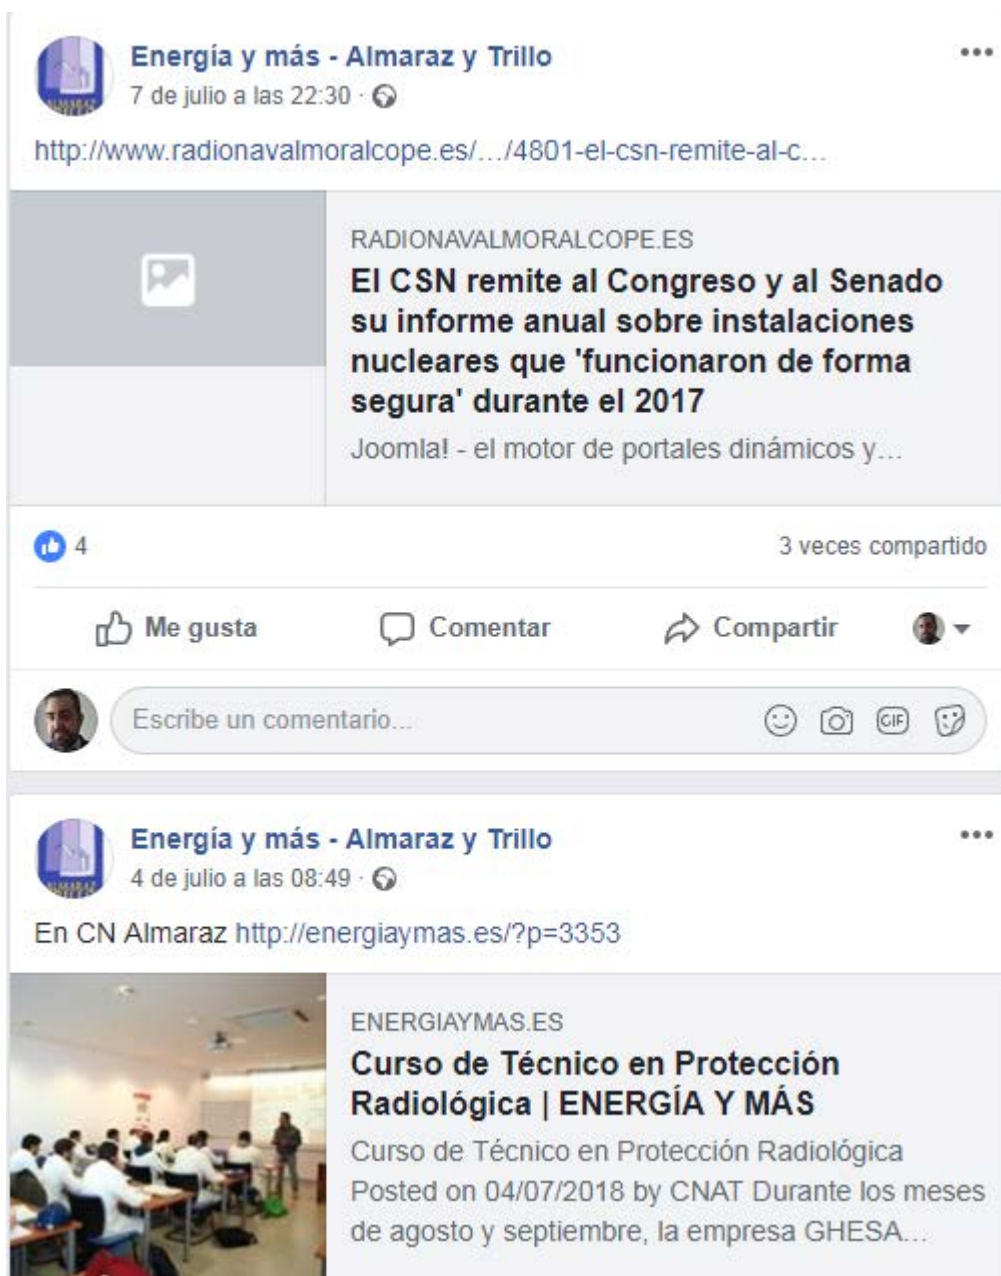 Energía y más - Almaraz y Trillo
7 de julio a las 22:30 ·
http://www.radionavalmoralcope.es/.../4801-el-csn-remite-al-c...
RADIONAVALMORALCOPE.ES
El CSN remite al Congreso y al Senado
su informe anual sobre instalaciones
nucleares que 'funcionaron de forma
segura' durante el 2017
Joomla! - el motor de portales dinámicos y...
4
3 veces compartido
Me gusta
Comentar
Compartir
Escribe un comentario...
GIF
Energía y más - Almaraz y Trillo
4 de julio a las 08:49 ·
En CN Almaraz http://energiaymas.es/?p=3353
ENERGIAYMAS.ES
Curso de Técnico en Protección
Radiológica | ENERGÍA Y MÁS
Curso de Técnico en Protección Radiológica
Posted on 04/07/2018 by CNAT Durante los meses
de agosto y septiembre, la empresa GHESA...